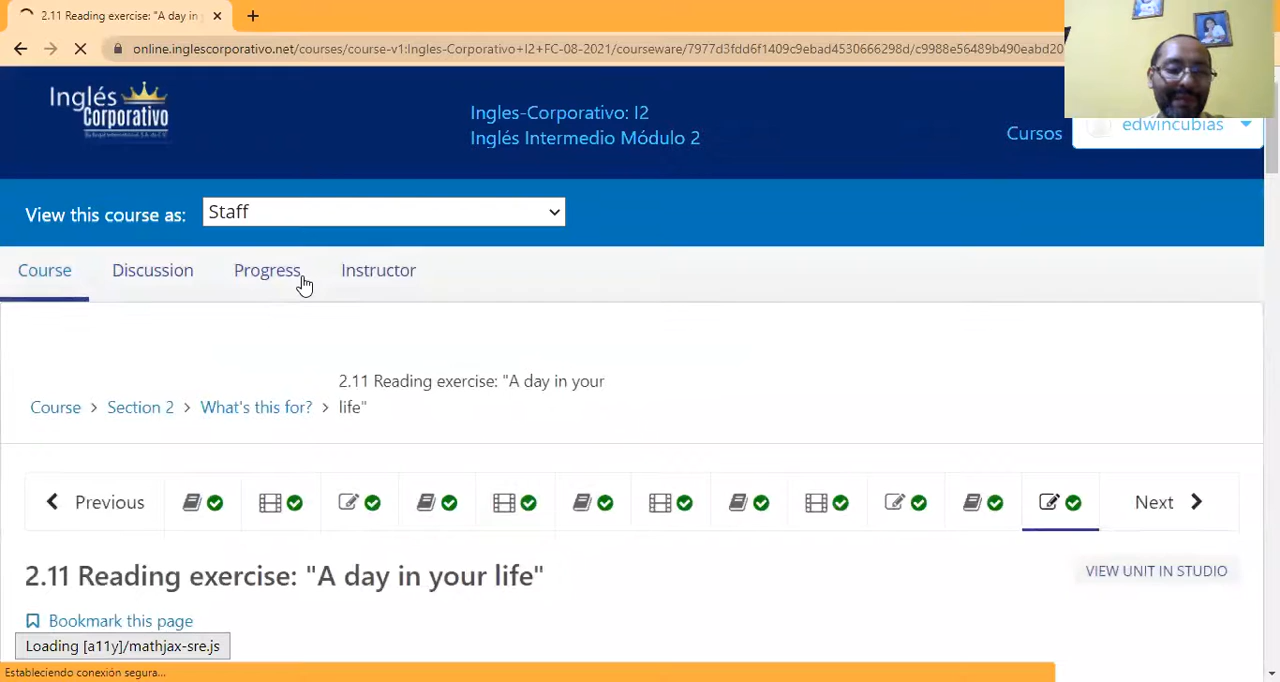 2.11 Reading exercise: "A day in
online.inglescorporativo.net/courses/course-v1:Ingles-Corporativo+I2+FC-08-2021/courseware/7977d3fdd6f1409c9ebad4530666298d/c9988e56489b490eabd20
Inglés
Corporativo
Ingles-Corporativo: I2
Inglés Intermedio Módulo 2
Cursos
edwincubias
View this course as:
Staff
Course
Discussion
Progress
Instructor
2.11 Reading exercise: "A day in your
Course > Section 2 > What's this for? > life"
Previous
Next
2.11 Reading exercise: "A day in your life"
VIEW UNIT IN STUDIO
Bookmark this page
Loading [a11y]/mathjax-sre.js
Estableciendo conexión segura...